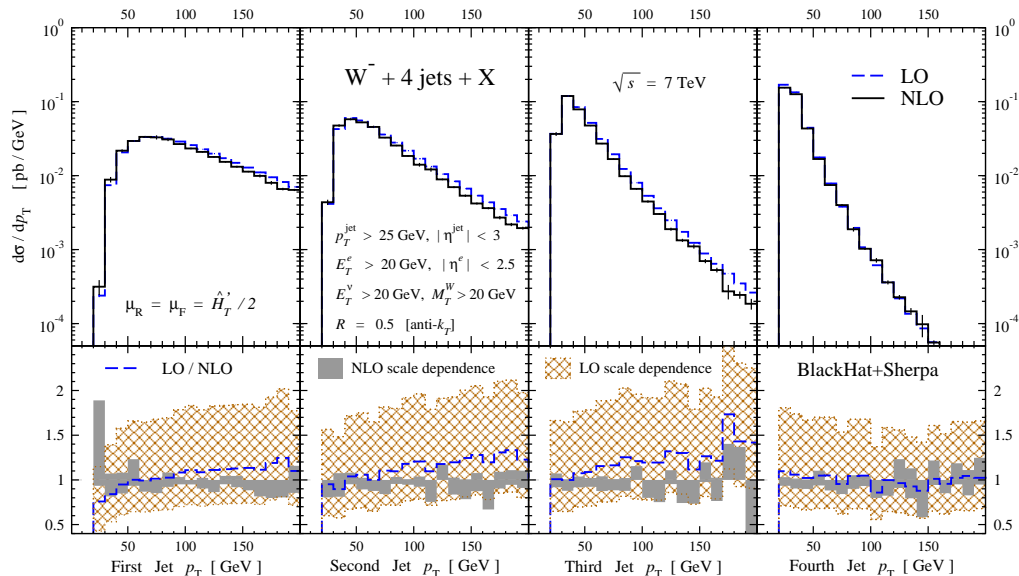 10^0
10^-1
10^-2
10^-3
10^-4
dσ / dp_T [ pb / GeV ]
50 100 150 50 100 150 50 100 150 50 100 150
10^0
10^-1
10^-2
10^-3
10^-4
W^- + 4 jets + X
√s = 7 TeV
LO
NLO
μ_R = μ_F = Ĥ_T' / 2
p_T^jet > 25 GeV, | η^jet | < 3
E_T^e > 20 GeV, | η^e | < 2.5
E_T^ν > 20 GeV, M_T^W > 20 GeV
R = 0.5 [anti-k_T]
LO / NLO
NLO scale dependence
LO scale dependence
BlackHat+Sherpa
2
1.5
1
0.5
2
1.5
1
0.5
50 100 150 50 100 150 50 100 150 50 100 150
First Jet p_T [ GeV ]
Second Jet p_T [ GeV ]
Third Jet p_T [ GeV ]
Fourth Jet p_T [ GeV ]